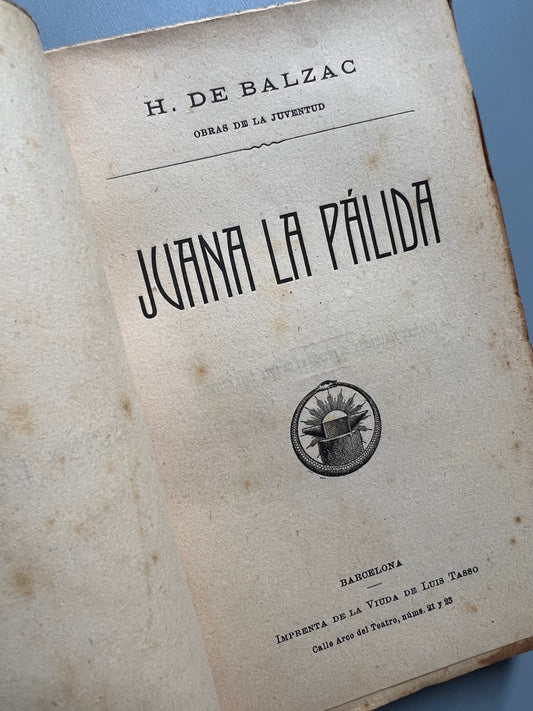 H. DE BALZAC
OBRAS DE LA JUVENTUD
JUANA LA PÁLIDA
BARCELONA
IMPRENTA DE LA VIUDA DE LUIS TASSO
Calle Arco del Teatro, núms. 21 y 23